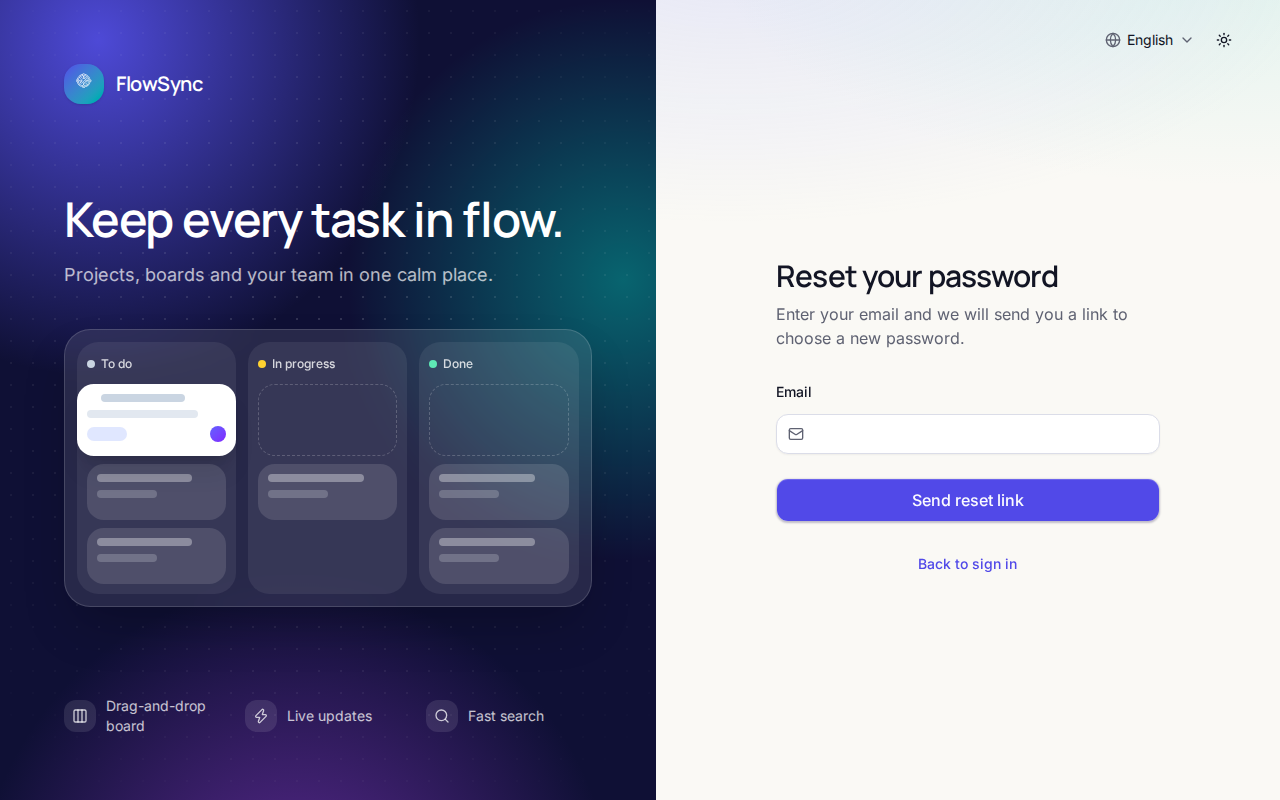 FlowSync
Keep every task in flow.
Projects, boards and your team in one calm place.
To do
In progress
Done
Drag-and-drop
board
Live updates
Fast search
English
Reset your password
Enter your email and we will send you a link to
choose a new password.
Email
Send reset link
Back to sign in